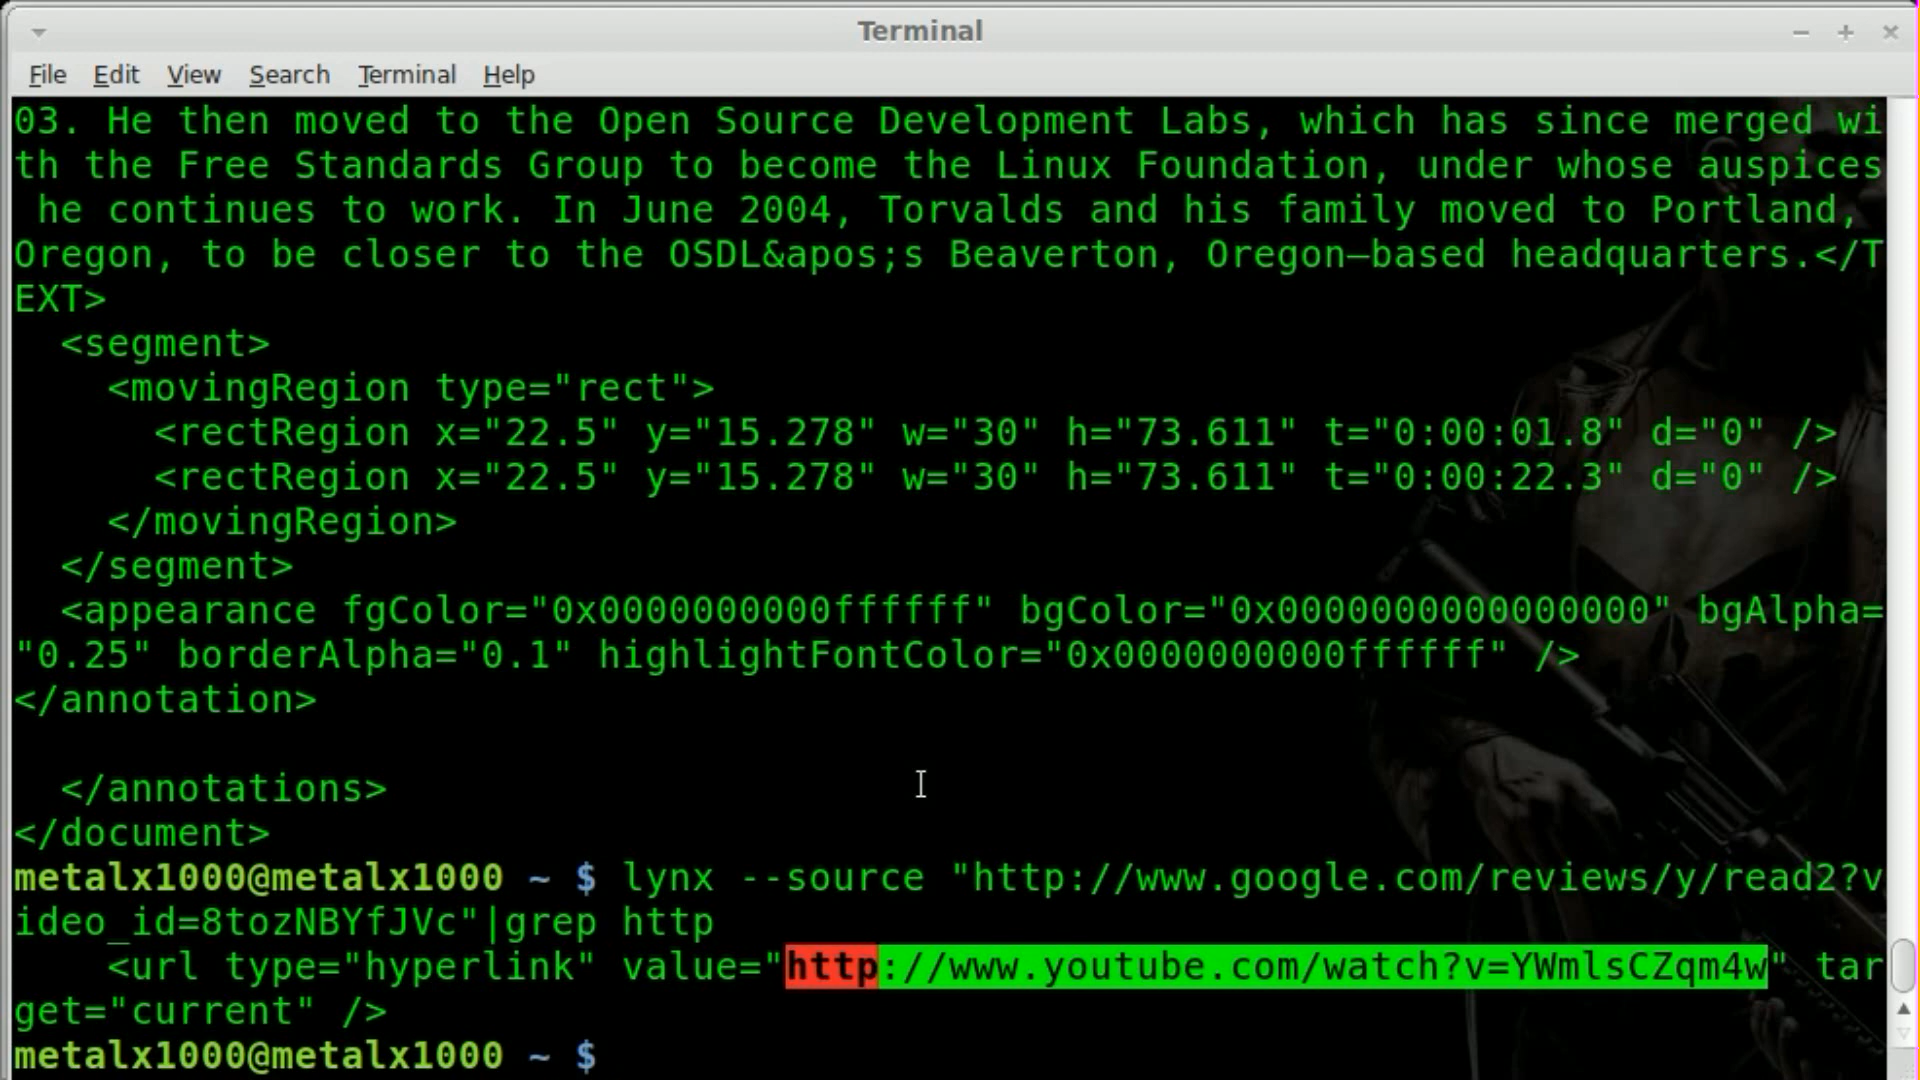 Terminal
File Edit View Search Terminal Help
03. He then moved to the Open Source Development Labs, which has since merged wi
th the Free Standards Group to become the Linux Foundation, under whose auspices
 he continues to work. In June 2004, Torvalds and his family moved to Portland,
Oregon, to be closer to the OSDL&apos;s Beaverton, Oregon—based headquarters.</T
EXT>
  <segment>
    <movingRegion type="rect">
      <rectRegion x="22.5" y="15.278" w="30" h="73.611" t="0:00:01.8" d="0" />
      <rectRegion x="22.5" y="15.278" w="30" h="73.611" t="0:00:22.3" d="0" />
    </movingRegion>
  </segment>
  <appearance fgColor="0x0000000000ffffff" bgColor="0x0000000000000000" bgAlpha=
"0.25" borderAlpha="0.1" highlightFontColor="0x0000000000ffffff" />
</annotation>
  </annotations>
</document>
metalx1000@metalx1000 ~ $ lynx --source "http://www.google.com/reviews/y/read2?v
ideo_id=8tozNBYfJVc"|grep http
    <url type="hyperlink" value="http://www.youtube.com/watch?v=YWmlsCZqm4w" tar
get="current" />
metalx1000@metalx1000 ~ $